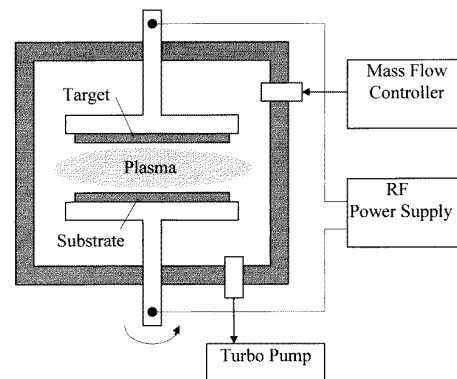 Target
Plasma
Substrate
Mass Flow
Controller
RF
Power Supply
Turbo Pump